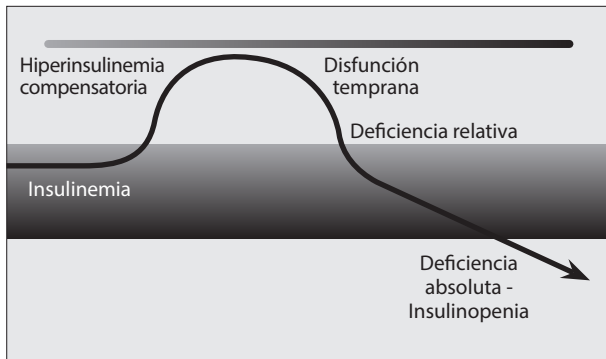 Hiperinsulinemia
compensatoria
Disfunción
temprana
Deficiencia relativa
Insulinemia
Deficiencia
absoluta -
Insulinopenia